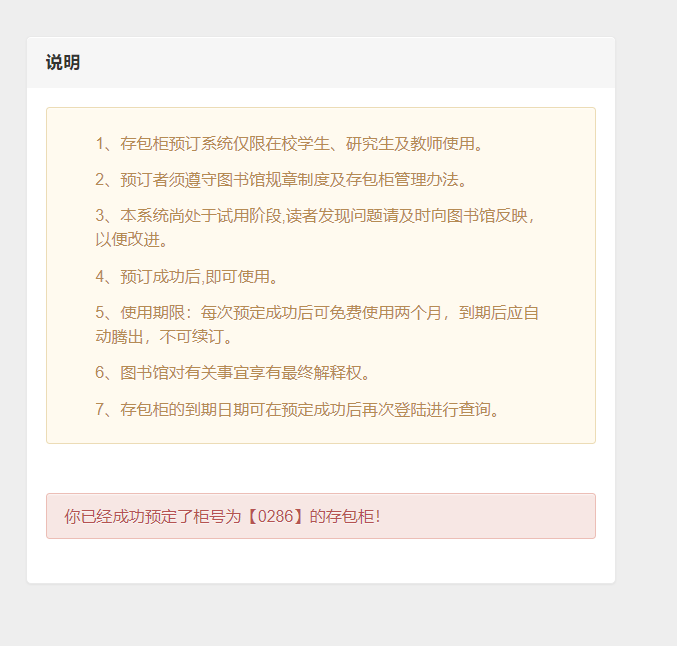 说明
1、存包柜预订系统仅限在校学生、研究生及教师使用。
2、预订者须遵守图书馆规章制度及存包柜管理办法。
3、本系统尚处于试用阶段,读者发现问题请及时向图书馆反映，
以便改进。
4、预订成功后,即可使用。
5、使用期限：每次预定成功后可免费使用两个月，到期后应自
动腾出，不可续订。
6、图书馆对有关事宜享有最终解释权。
7、存包柜的到期日期可在预定成功后再次登陆进行查询。
你已经成功预定了柜号为【0286】的存包柜！